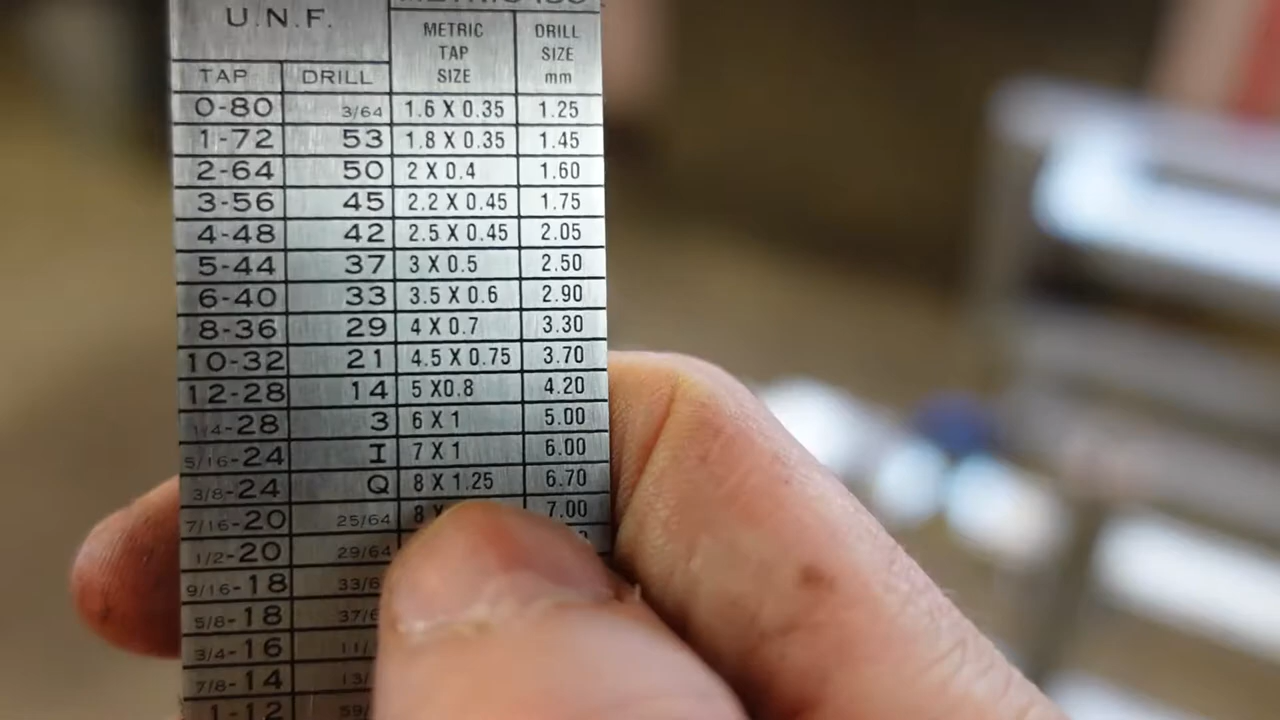 U.N.F.
METRIC TAP SIZE
DRILL SIZE mm
TAP DRILL
0-80 3/64 1.6 X 0.35 1.25
1-72 53 1.8 X 0.35 1.45
2-64 50 2 X 0.4 1.60
3-56 45 2.2 X 0.45 1.75
4-48 42 2.5 X 0.45 2.05
5-44 37 3 X 0.5 2.50
6-40 33 3.5 X 0.6 2.90
8-36 29 4 X 0.7 3.30
10-32 21 4.5 X 0.75 3.70
12-28 14 5 X0.8 4.20
1/4-28 3 6 X 1 5.00
5/16-24 I 7 X 1 6.00
3/8-24 Q 8 X 1.25 6.70
7/16-20 25/64 8 X 7.00
1/2-20 29/64
9/16-18
5/8-18
3/4-16
7/8-14
1-12